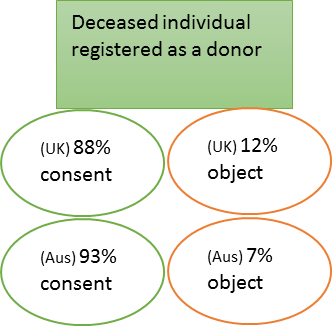 Deceased individual
registered as a donor
(UK) 88%
consent
(UK) 12%
object
(Aus) 93%
consent
(Aus) 7%
object